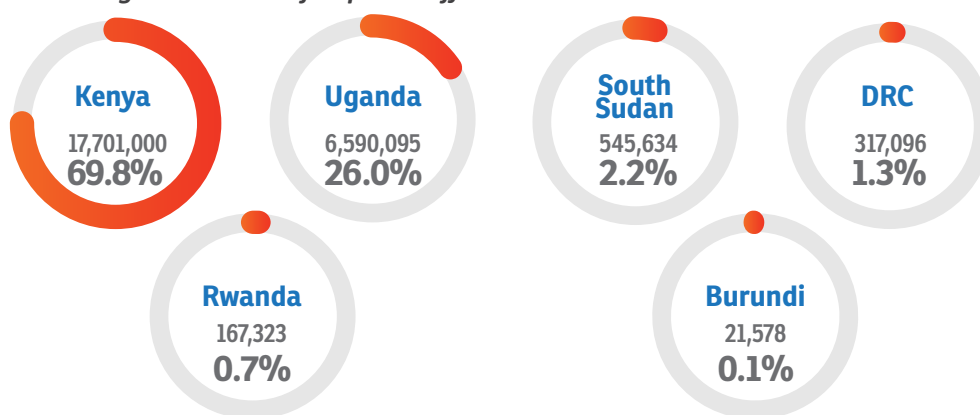 Kenya
17,701,000
69.8%
Uganda
6,590,095
26.0%
South
Sudan
545,634
2.2%
DRC
317,096
1.3%
Rwanda
167,323
0.7%
Burundi
21,578
0.1%